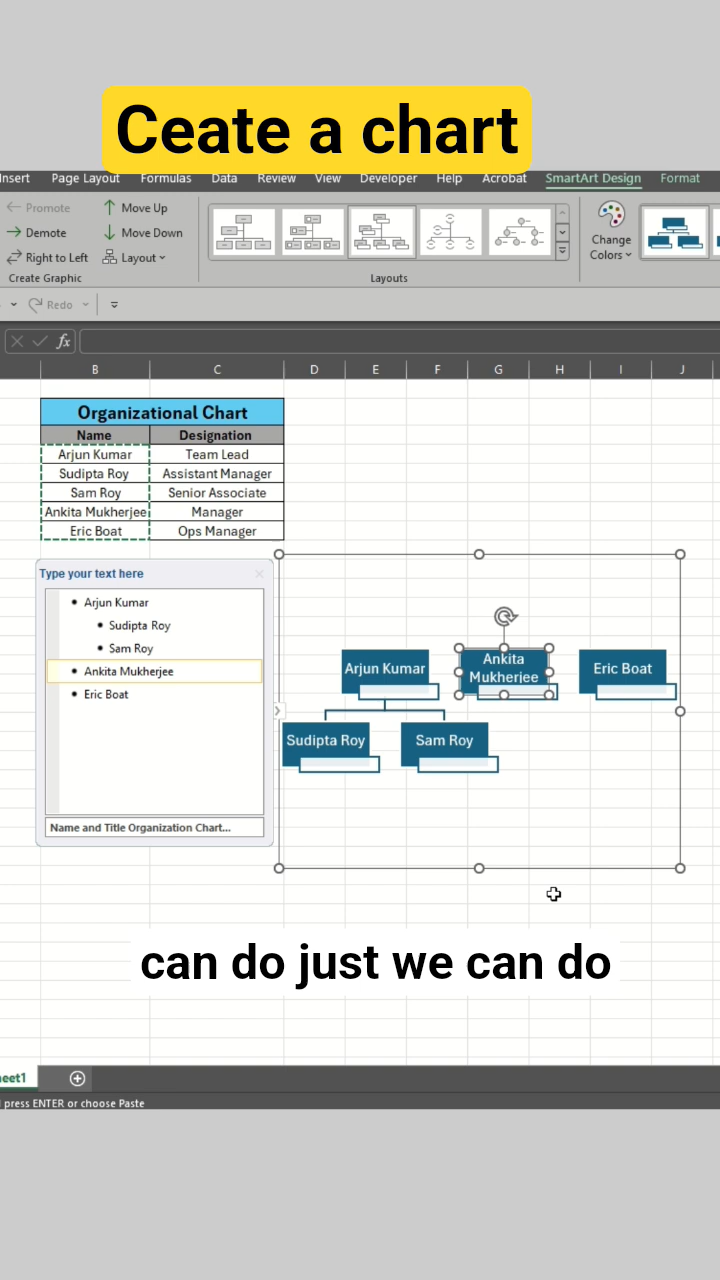 Ceate a chart
Insert Page Layout Formulas Data Review View Developer Help Acrobat SmartArt Design Format
Promote Move Up
Demote Move Down
Right to Left Layout
Change
Colors
Create Graphic Layouts
Redo
fx
B C D E F G H I J
Organizational Chart
Name Designation
Arjun Kumar Team Lead
Sudipta Roy Assistant Manager
Sam Roy Senior Associate
Ankita Mukherjee Manager
Eric Boat Ops Manager
Type your text here
Arjun Kumar
Sudipta Roy
Sam Roy
Ankita Mukherjee
Eric Boat
Name and Title Organization Chart...
Arjun Kumar
Ankita
Mukherjee
Eric Boat
Sudipta Roy
Sam Roy
can do just we can do
eet1
press ENTER or choose Paste